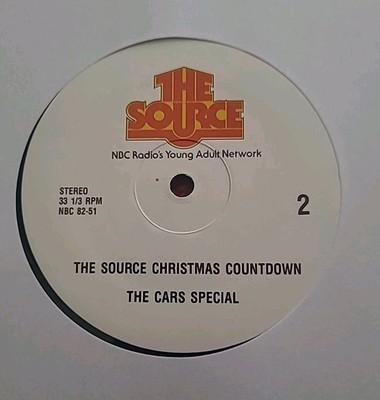 THE
SOURCE
NBC Radio's Young Adult Network
STEREO
33 1/3 RPM
NBC 82-51
2
THE SOURCE CHRISTMAS COUNTDOWN
THE CARS SPECIAL